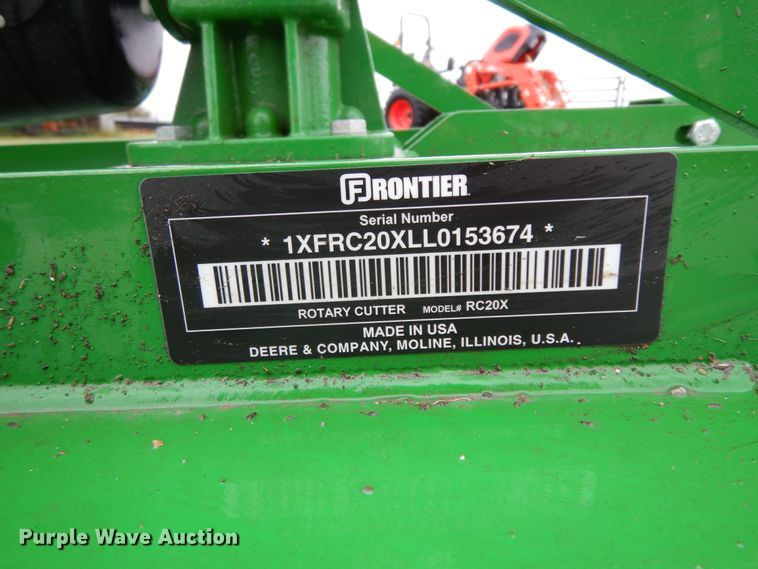 FRONTIER
Serial Number
* 1XFRC20XLL0153674 *
ROTARY CUTTER MODEL# RC20X
MADE IN USA
DEERE & COMPANY, MOLINE, ILLINOIS, U.S.A.
Purple Wave Auction